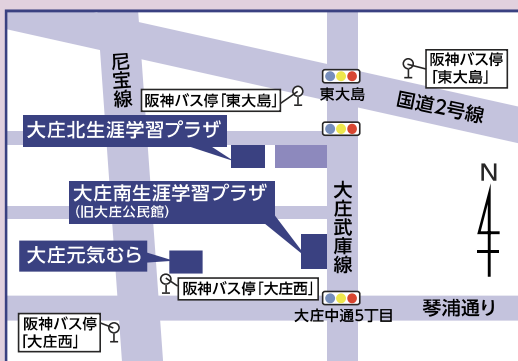 尼宝線
阪神バス停
「東大島」
阪神バス停「東大島」
東大島
国道2号線
大庄北生涯学習プラザ
大庄南生涯学習プラザ
(旧大庄公民館)
大庄武庫線
N
大庄元気むら
阪神バス停「大庄西」
大庄中通5丁目
琴浦通り
阪神バス停
「大庄西」